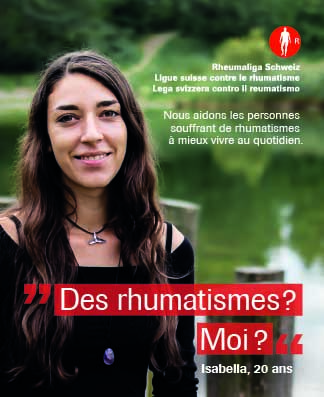 R
Rheumaliga Schweiz
Ligue suisse contre le rhumatisme
Lega svizzera contro il reumatismo
Nous aidons les personnes
souffrant de rhumatismes
à mieux vivre au quotidien.
” Des rhumatismes?
Moi? “
Isabella, 20 ans